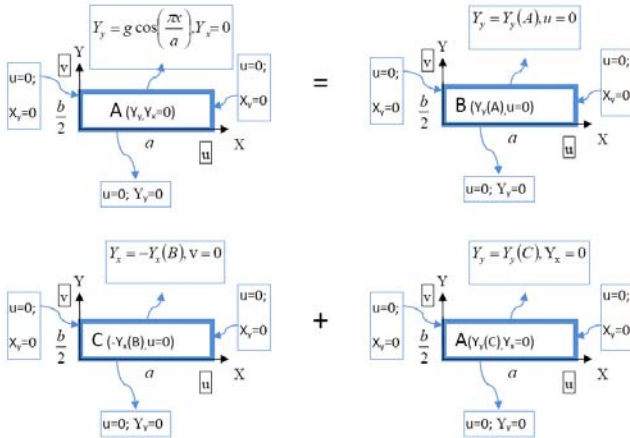 Y_y = g cos(πx/a), Y_x = 0
Y_y = Y_y(A), u = 0
u=0;
X_y=0
v
Y
u=0;
X_y=0
=
u=0;
X_y=0
v
Y
u=0;
X_y=0
b/2
A (Y_y,Y_x=0)
X
b/2
B (Y_y(A),u=0)
X
a
u
a
u
u=0; Y_y=0
u=0; Y_y=0
Y_x = -Y_x(B), v = 0
Y_y = Y_y(C), Y_x = 0
u=0;
X_y=0
v
Y
u=0;
X_y=0
+
u=0;
X_y=0
v
Y
u=0;
X_y=0
b/2
C (-Y_x(B),u=0)
X
b/2
A(Y_y(C),Y_x=0)
X
a
u
a
u
u=0; Y_y=0
u=0; Y_y=0